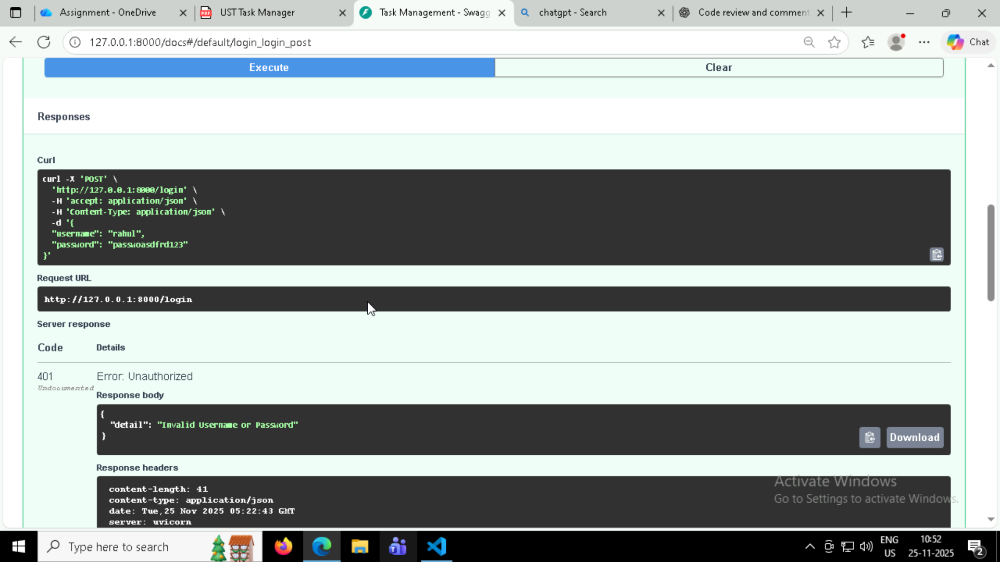 Assignment - OneDrive
UST Task Manager
Task Management - Swagg
chatgpt - Search
Code review and comment
127.0.0.1:8000/docs#/default/login_login_post
Chat
Execute
Clear
Responses
Curl
curl -X 'POST' \
'http://127.0.0.1:8000/login' \
-H 'accept: application/json' \
-H 'Content-Type: application/json' \
-d '{
"username": "rahul",
"password": "passwoasdfrd123"
}'
Request URL
http://127.0.0.1:8000/login
Server response
Code Details
401 Error: Unauthorized
Undocumented
Response body
{
"detail": "Invalid Username or Password"
}
Download
Response headers
content-length: 41
content-type: application/json
date: Tue,25 Nov 2025 05:22:43 GMT
server: uvicorn
Activate Windows
Go to Settings to activate Windows.
Type here to search
ENG
US
10:52
25-11-2025
2